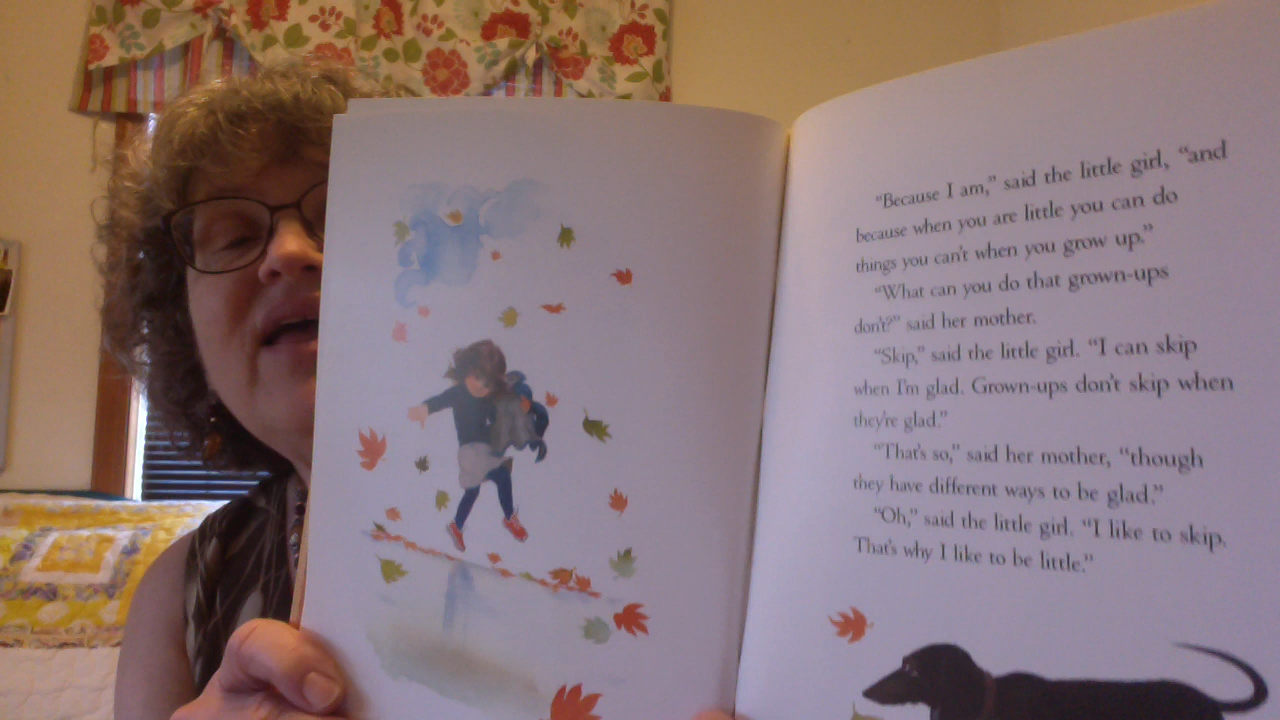 “Because I am,” said the little girl, “and
because when you are little you can do
things you can’t when you grow up.”
“What can you do that grown-ups
don’t?” said her mother.
“Skip,” said the little girl. “I can skip
when I’m glad. Grown-ups don’t skip when
they’re glad.”
“That’s so,” said her mother, “though
they have different ways to be glad.”
“Oh,” said the little girl. “I like to skip.
That’s why I like to be little.”